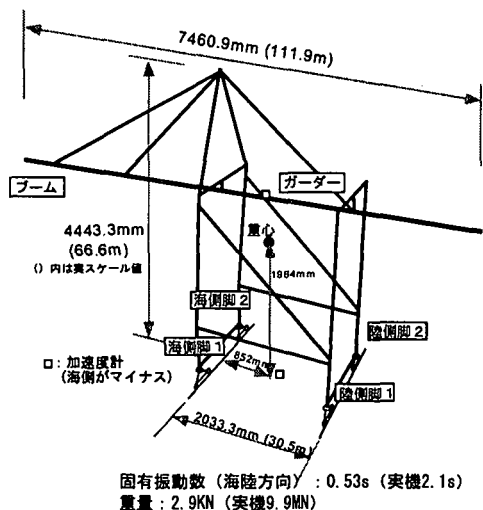 7460.9mm (111.9m)
ブーム
ガーダー
4443.3mm
(66.6m)
() 内は実スケール値
重心
1984mm
海側脚2
海側脚1
陸側脚2
陸側脚1
852mm
□: 加速度計
(海側がマイナス)
2033.3mm (30.5m)
固有振動数 (海陸方向) : 0.53s (実機2.1s)
重量: 2.9KN (実機9.9MN)